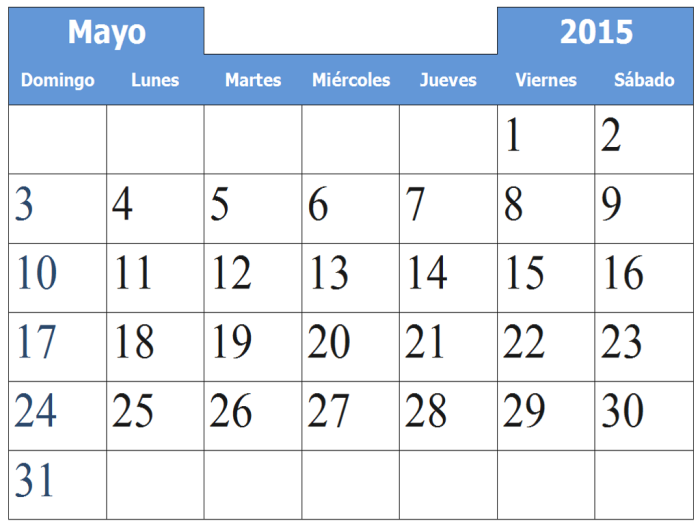 Mayo 2015
Domingo Lunes Martes Miércoles Jueves Viernes Sábado
1 2
3 4 5 6 7 8 9
10 11 12 13 14 15 16
17 18 19 20 21 22 23
24 25 26 27 28 29 30
31